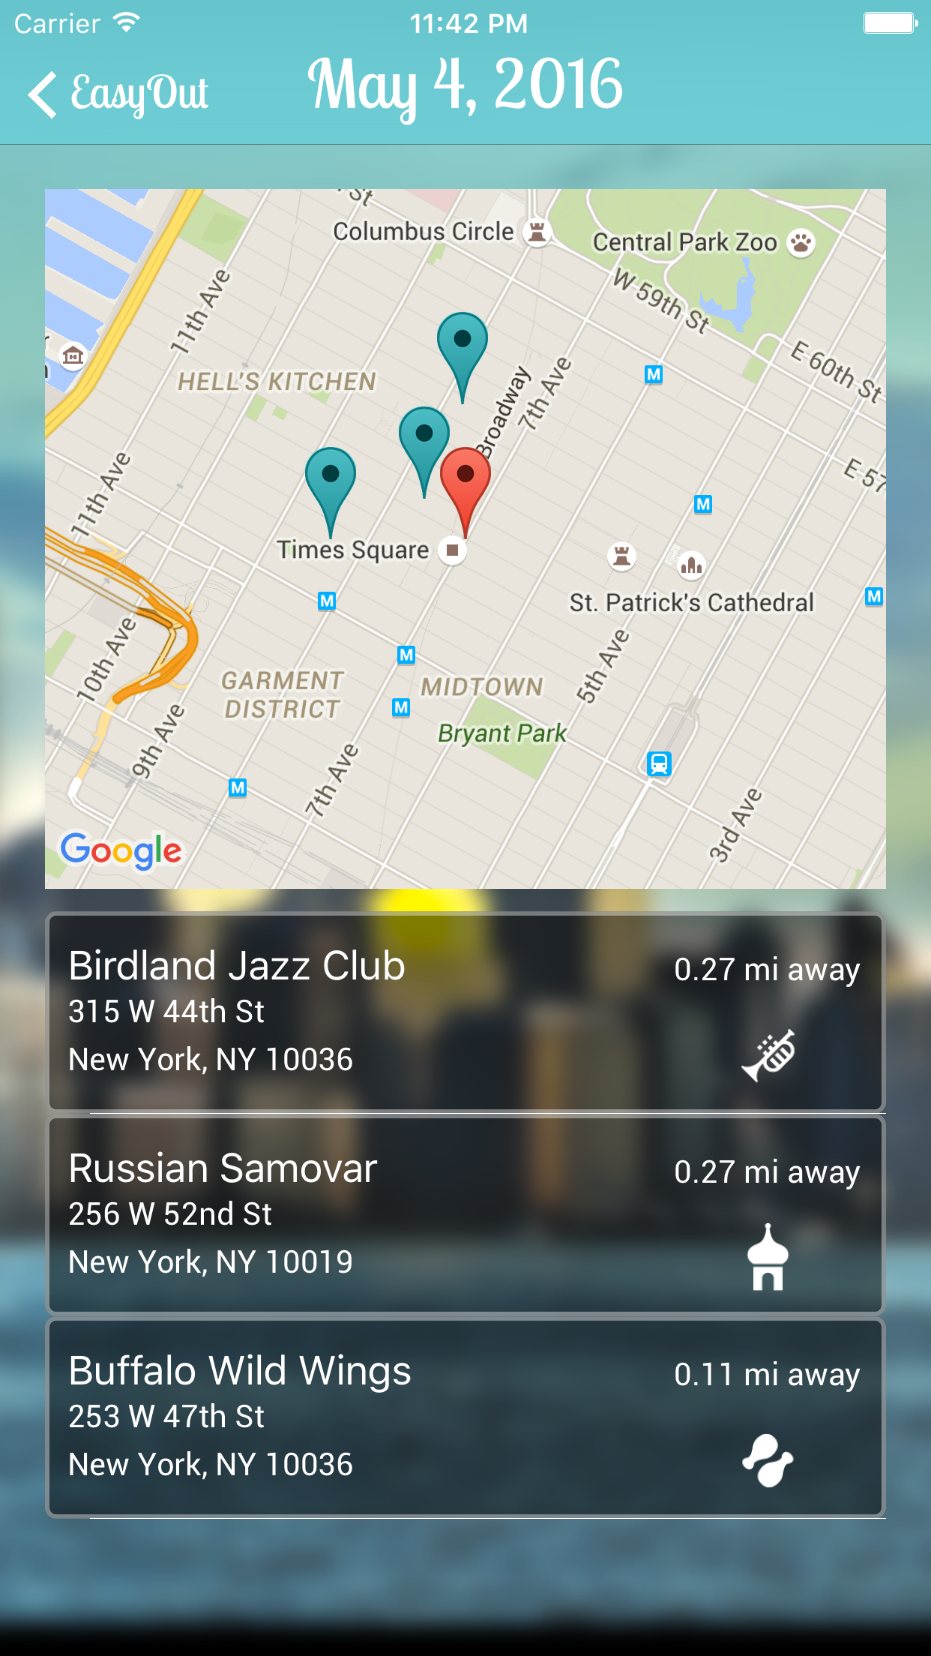 Carrier
11:42 PM
EasyOut
May 4, 2016
St
Columbus Circle
Central Park Zoo
W 59th St
11th Ave
E 60th St
HELL'S KITCHEN
Broadway
7th Ave
E 57
11th Ave
M
M
Times Square
M
M
St. Patrick's Cathedral
10th Ave
M
5th Ave
GARMENT
DISTRICT
MIDTOWN
M
Bryant Park
9th Ave
7th Ave
M
3rd Ave
Google
Birdland Jazz Club
0.27 mi away
315 W 44th St
New York, NY 10036
Russian Samovar
0.27 mi away
256 W 52nd St
New York, NY 10019
Buffalo Wild Wings
0.11 mi away
253 W 47th St
New York, NY 10036